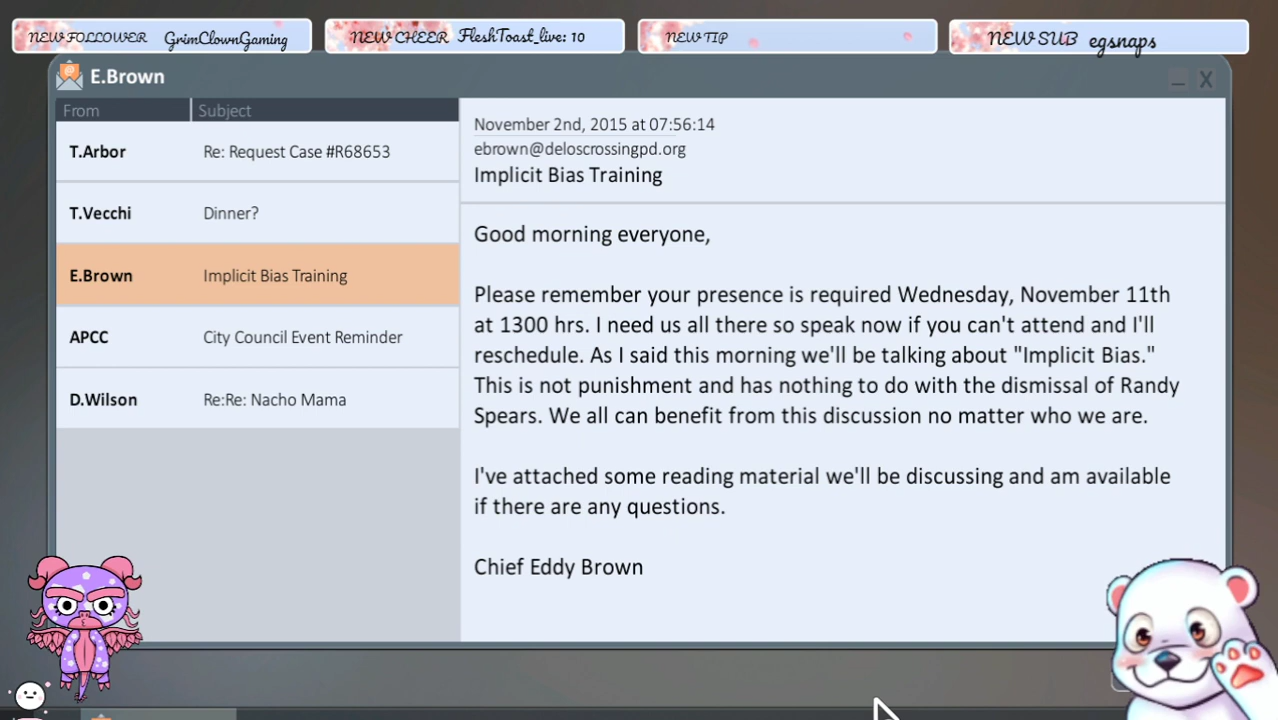 NEW FOLLOWER GrimClownGaming
NEW CHEER FleshToast_live: 10
NEW TIP
NEW SUB egsnaps
E.Brown
From Subject
T.Arbor Re: Request Case #R68653
T.Vecchi Dinner?
E.Brown Implicit Bias Training
APCC City Council Event Reminder
D.Wilson Re:Re: Nacho Mama
November 2nd, 2015 at 07:56:14
ebrown@deloscrossingpd.org
Implicit Bias Training
Good morning everyone,
Please remember your presence is required Wednesday, November 11th
at 1300 hrs. I need us all there so speak now if you can't attend and I'll
reschedule. As I said this morning we'll be talking about "Implicit Bias."
This is not punishment and has nothing to do with the dismissal of Randy
Spears. We all can benefit from this discussion no matter who we are.
I've attached some reading material we'll be discussing and am available
if there are any questions.
Chief Eddy Brown